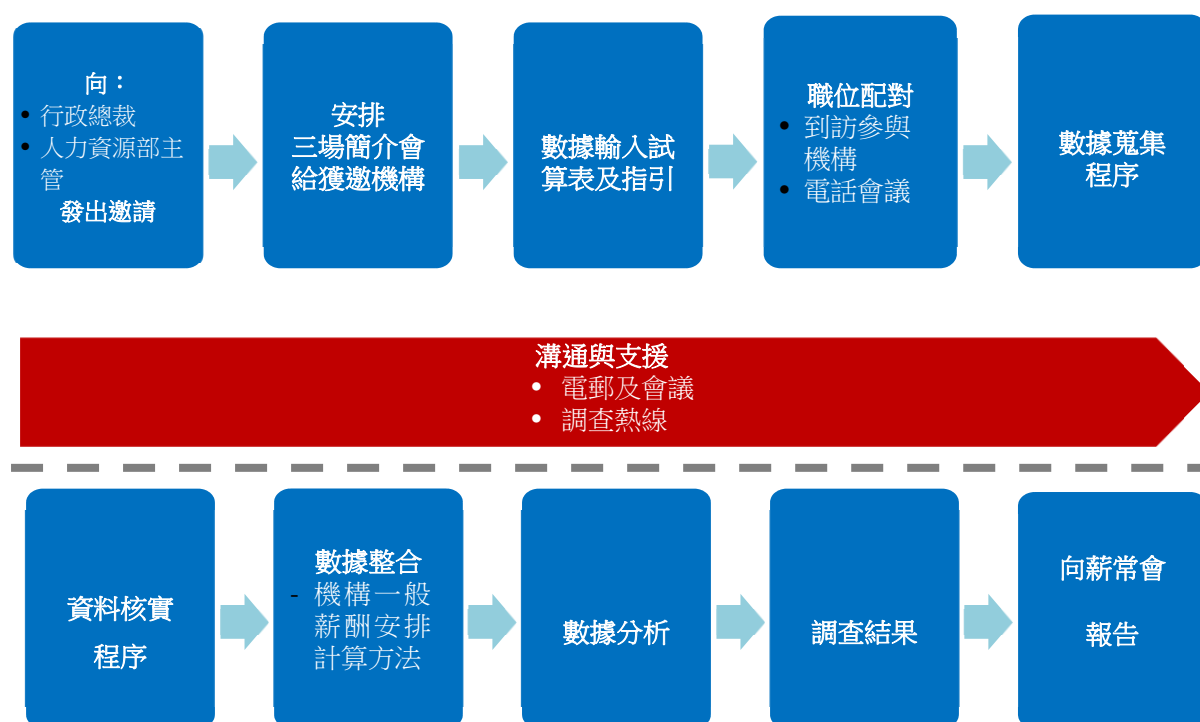 向：
• 行政總裁
• 人力資源部主
管
發出邀請
安排
三場簡介會
給獲邀機構
數據輸入試
算表及指引
職位配對
• 到訪參與
機構
• 電話會議
數據蒐集
程序
溝通與支援
• 電郵及會議
• 調查熱線
資料核實
程序
數據整合
- 機構一般
薪酬安排
計算方法
數據分析
調查結果
向薪常會
報告